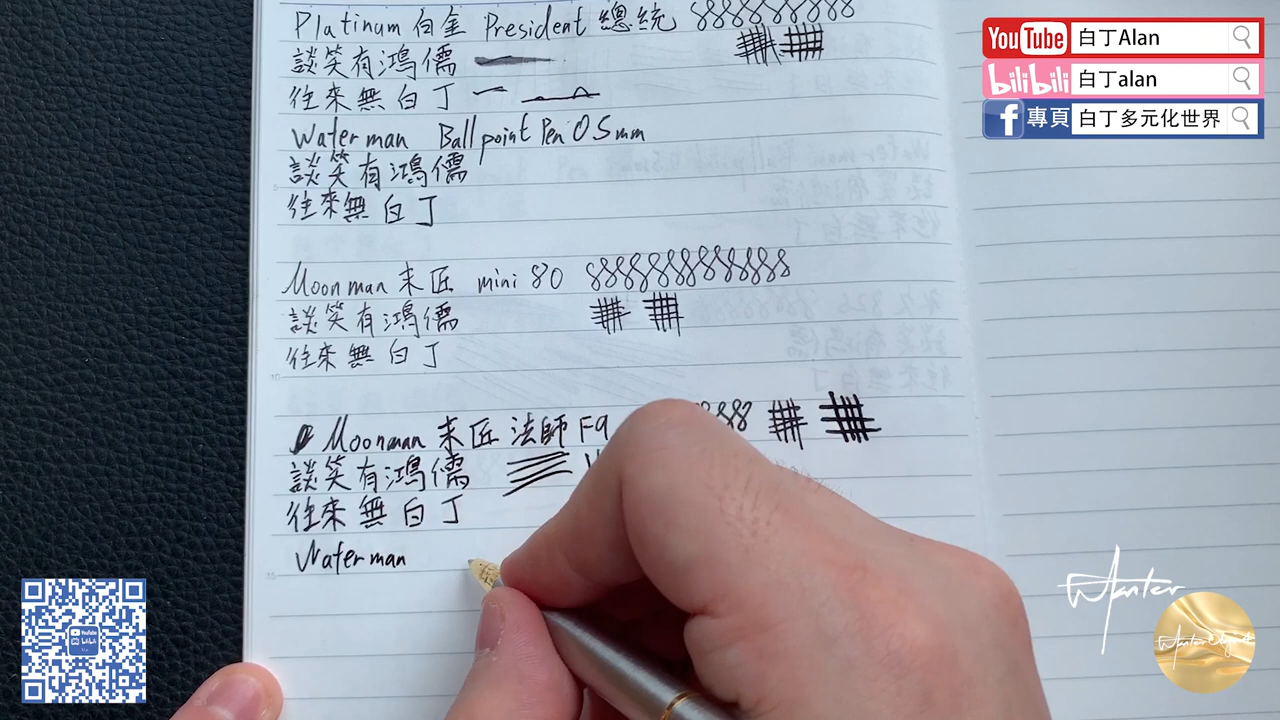 Platinum 白金 President 總統 888888888
談笑有鴻儒
往來無白丁
Waterman Ballpoint Pen 0.5mm
談笑有鴻儒
往來無白丁
Moonman 末匠 mini 80 8888888888888
談笑有鴻儒
往來無白丁
Moonman 末匠 法師 F9
談笑有鴻儒
往來無白丁
Waterman
YouTube 白丁Alan
bilibili 白丁alan
f 專頁 白丁多元化世界